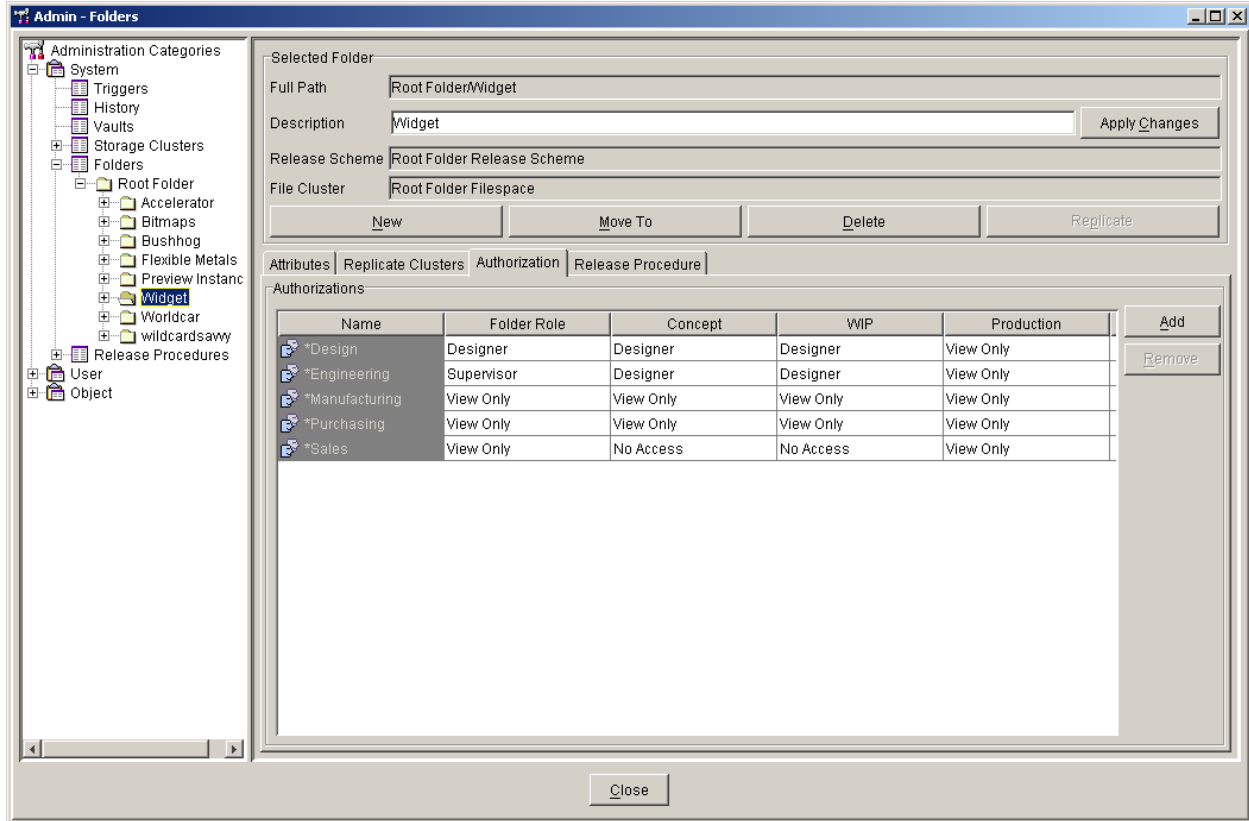 Admin - Folders
Administration Categories
System
Triggers
History
Vaults
Storage Clusters
Folders
Root Folder
Accelerator
Bitmaps
Bushhog
Flexible Metals
Preview Instanc
Widget
Worldcar
wildcardsavvy
Release Procedures
User
Object
Selected Folder
Full Path Root Folder/Widget
Description Widget Apply Changes
Release Scheme Root Folder Release Scheme
File Cluster Root Folder Filespace
New Move To Delete Replicate
Attributes Replicate Clusters Authorization Release Procedure
Authorizations
Name Folder Role Concept WIP Production
*Design Designer Designer Designer View Only
*Engineering Supervisor Designer Designer View Only
*Manufacturing View Only View Only View Only View Only
*Purchasing View Only View Only View Only View Only
*Sales View Only No Access No Access View Only
Add
Remove
Close